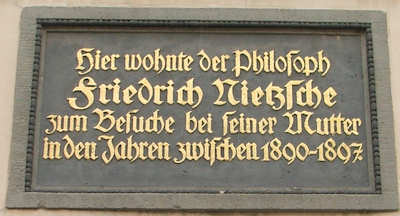 Hier wohnte der Philoſoph
Friedrich Nietzſche
zum Beſuche bei ſeiner Mutter
in den Jahren zwiſchen 1890-1897.